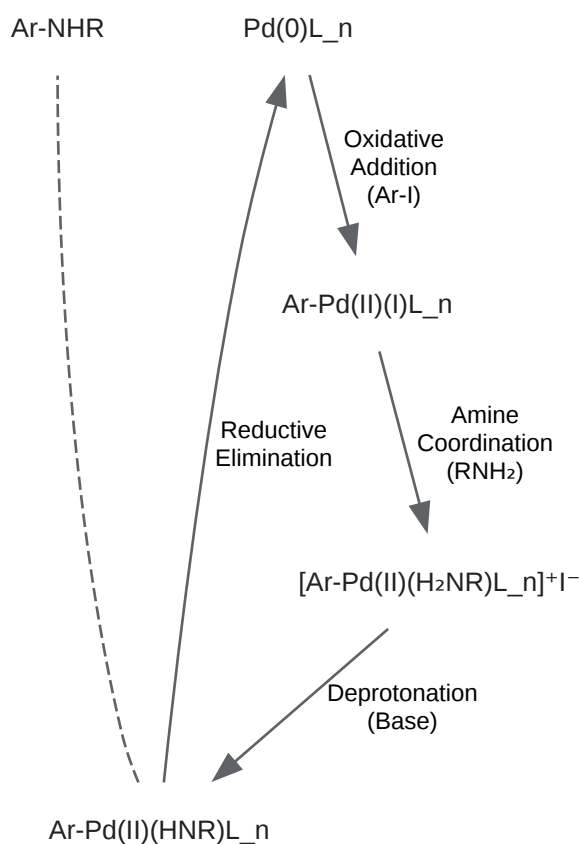 Ar-NHR
Pd(0)L_n
Oxidative
Addition
(Ar-I)
Ar-Pd(II)(I)L_n
Reductive
Elimination
Amine
Coordination
(RNH₂)
[Ar-Pd(II)(H₂NR)L_n]⁺I⁻
Deprotonation
(Base)
Ar-Pd(II)(HNR)L_n